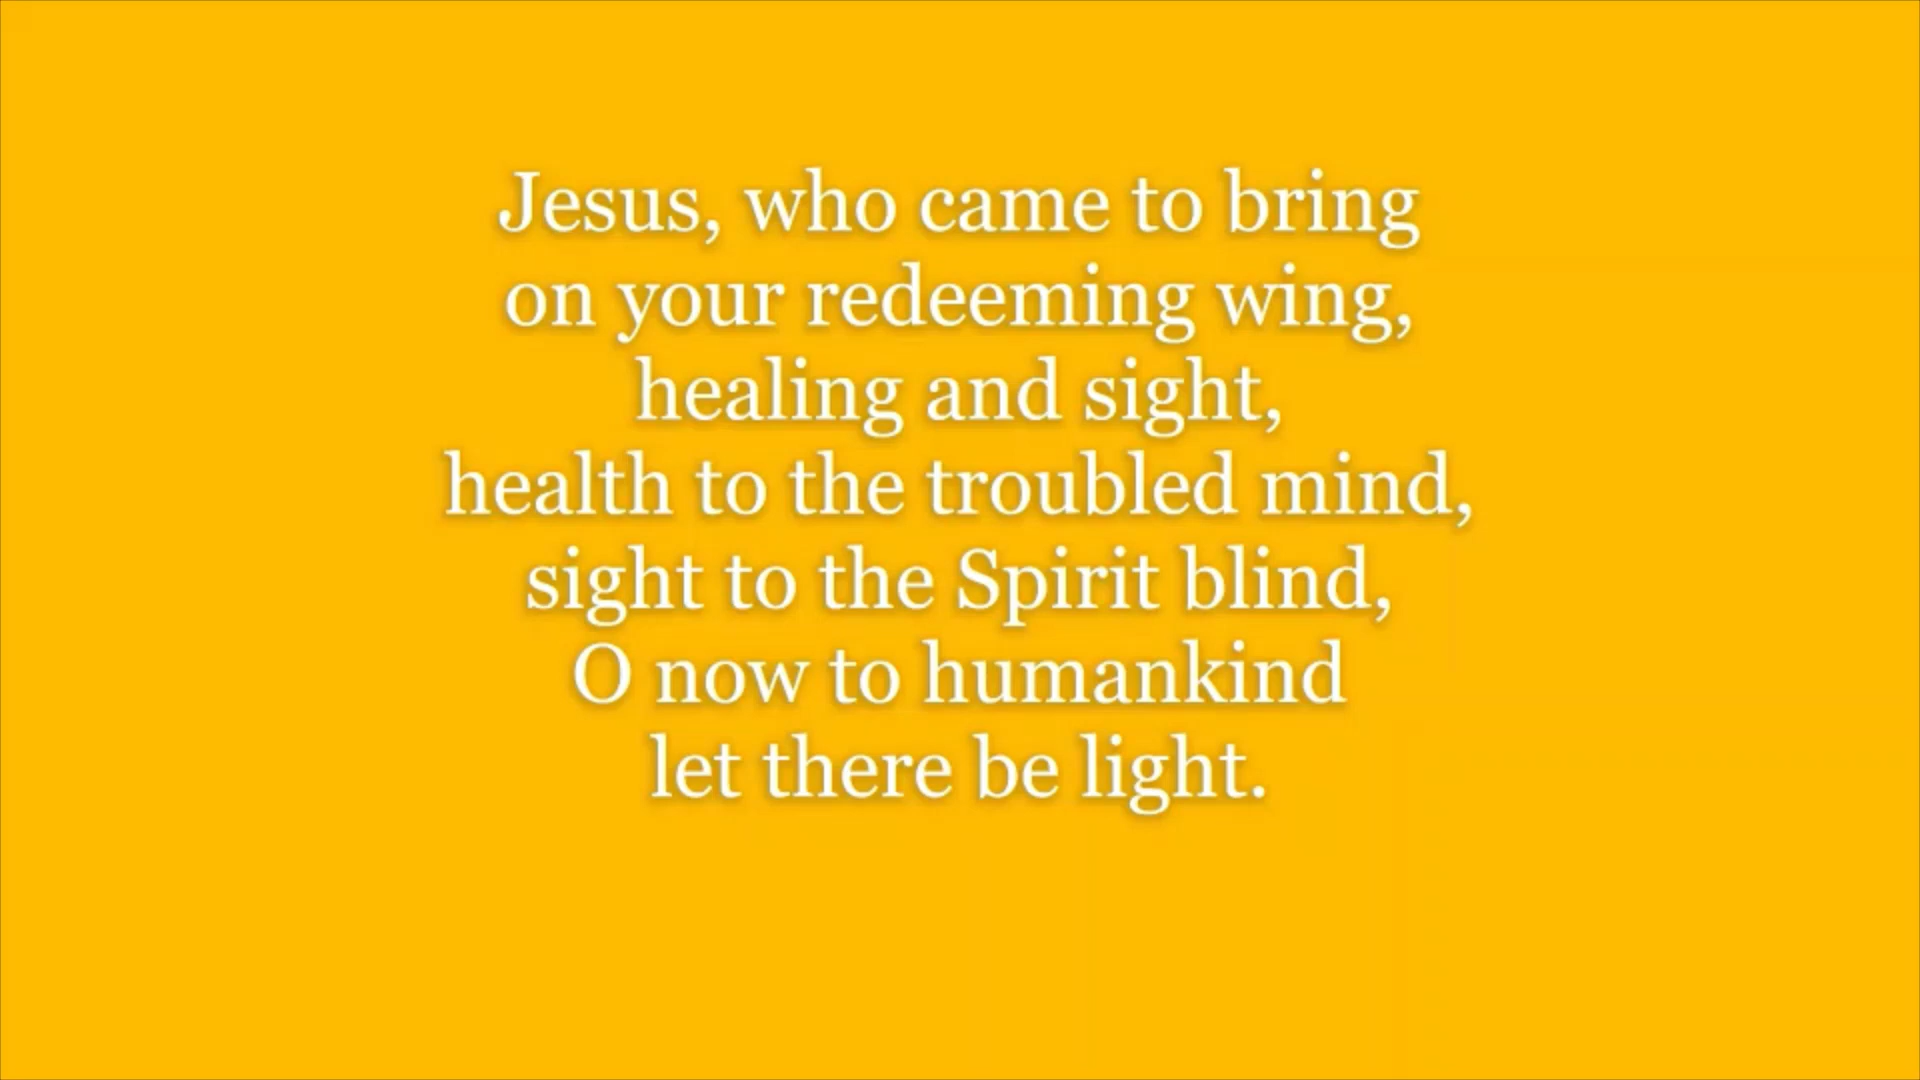 Jesus, who came to bring
on your redeeming wing,
healing and sight,
health to the troubled mind,
sight to the Spirit blind,
O now to humankind
let there be light.